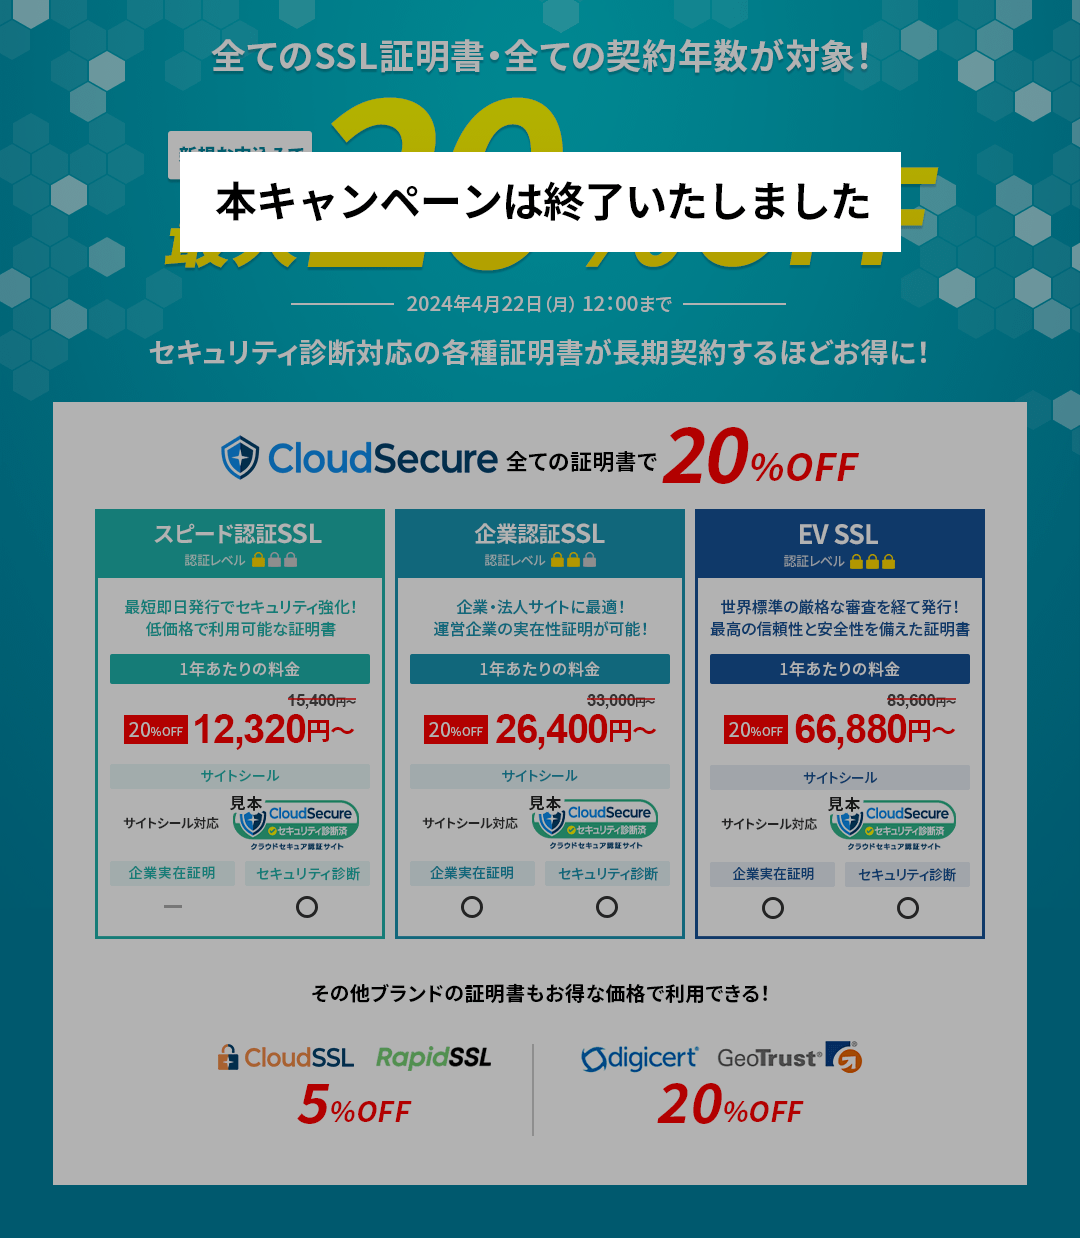 全てのSSL証明書・全ての契約年数が対象！
本キャンペーンは終了いたしました
2024年4月22日（月） 12：00まで
セキュリティ診断対応の各種証明書が長期契約するほどお得に！
CloudSecure 全ての証明書で 20%OFF
スピード認証SSL
認証レベル
最短即日発行でセキュリティ強化！
低価格で利用可能な証明書
1年あたりの料金
15,400円〜
20%OFF 12,320円〜
サイトシール
サイトシール対応
見本
CloudSecure
セキュリティ診断済
クラウドセキュア認証サイト
企業実在証明 セキュリティ診断
ー ○
企業認証SSL
認証レベル
企業・法人サイトに最適！
運営企業の実在性証明が可能！
1年あたりの料金
33,000円〜
20%OFF 26,400円〜
サイトシール
サイトシール対応
見本
CloudSecure
セキュリティ診断済
クラウドセキュア認証サイト
企業実在証明 セキュリティ診断
○ ○
EV SSL
認証レベル
世界標準の厳格な審査を経て発行！
最高の信頼性と安全性を備えた証明書
1年あたりの料金
83,600円〜
20%OFF 66,880円〜
サイトシール
サイトシール対応
見本
CloudSecure
セキュリティ診断済
クラウドセキュア認証サイト
企業実在証明 セキュリティ診断
○ ○
その他ブランドの証明書もお得な価格で利用できる！
CloudSSL RapidSSL
5%OFF
digicert® GeoTrust®
20%OFF